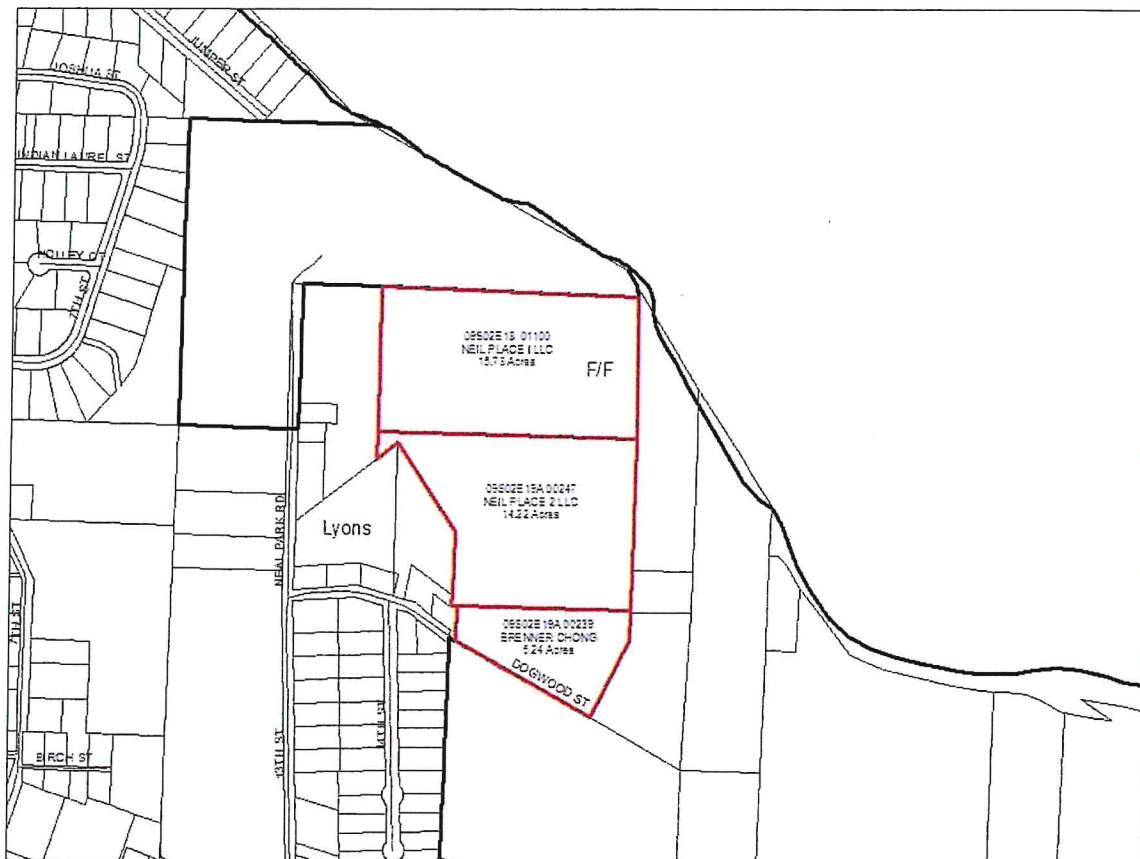 JUNIPER ST
JOSHUA ST
INDIAN LAUREL ST
HOLLEY CT
7TH ST
09S02E18 01100
NEIL PLACE I LLC
15.73 Acres
F/F
09S02E19A 00247
NEIL PLACE 2 LLC
14.22 Acres
Lyons
NEAL PARK RD
09S02E19A 00239
BRENNER CHONG
5.24 Acres
DOGWOOD ST
7TH ST
14TH ST
13TH ST
BIRCH ST